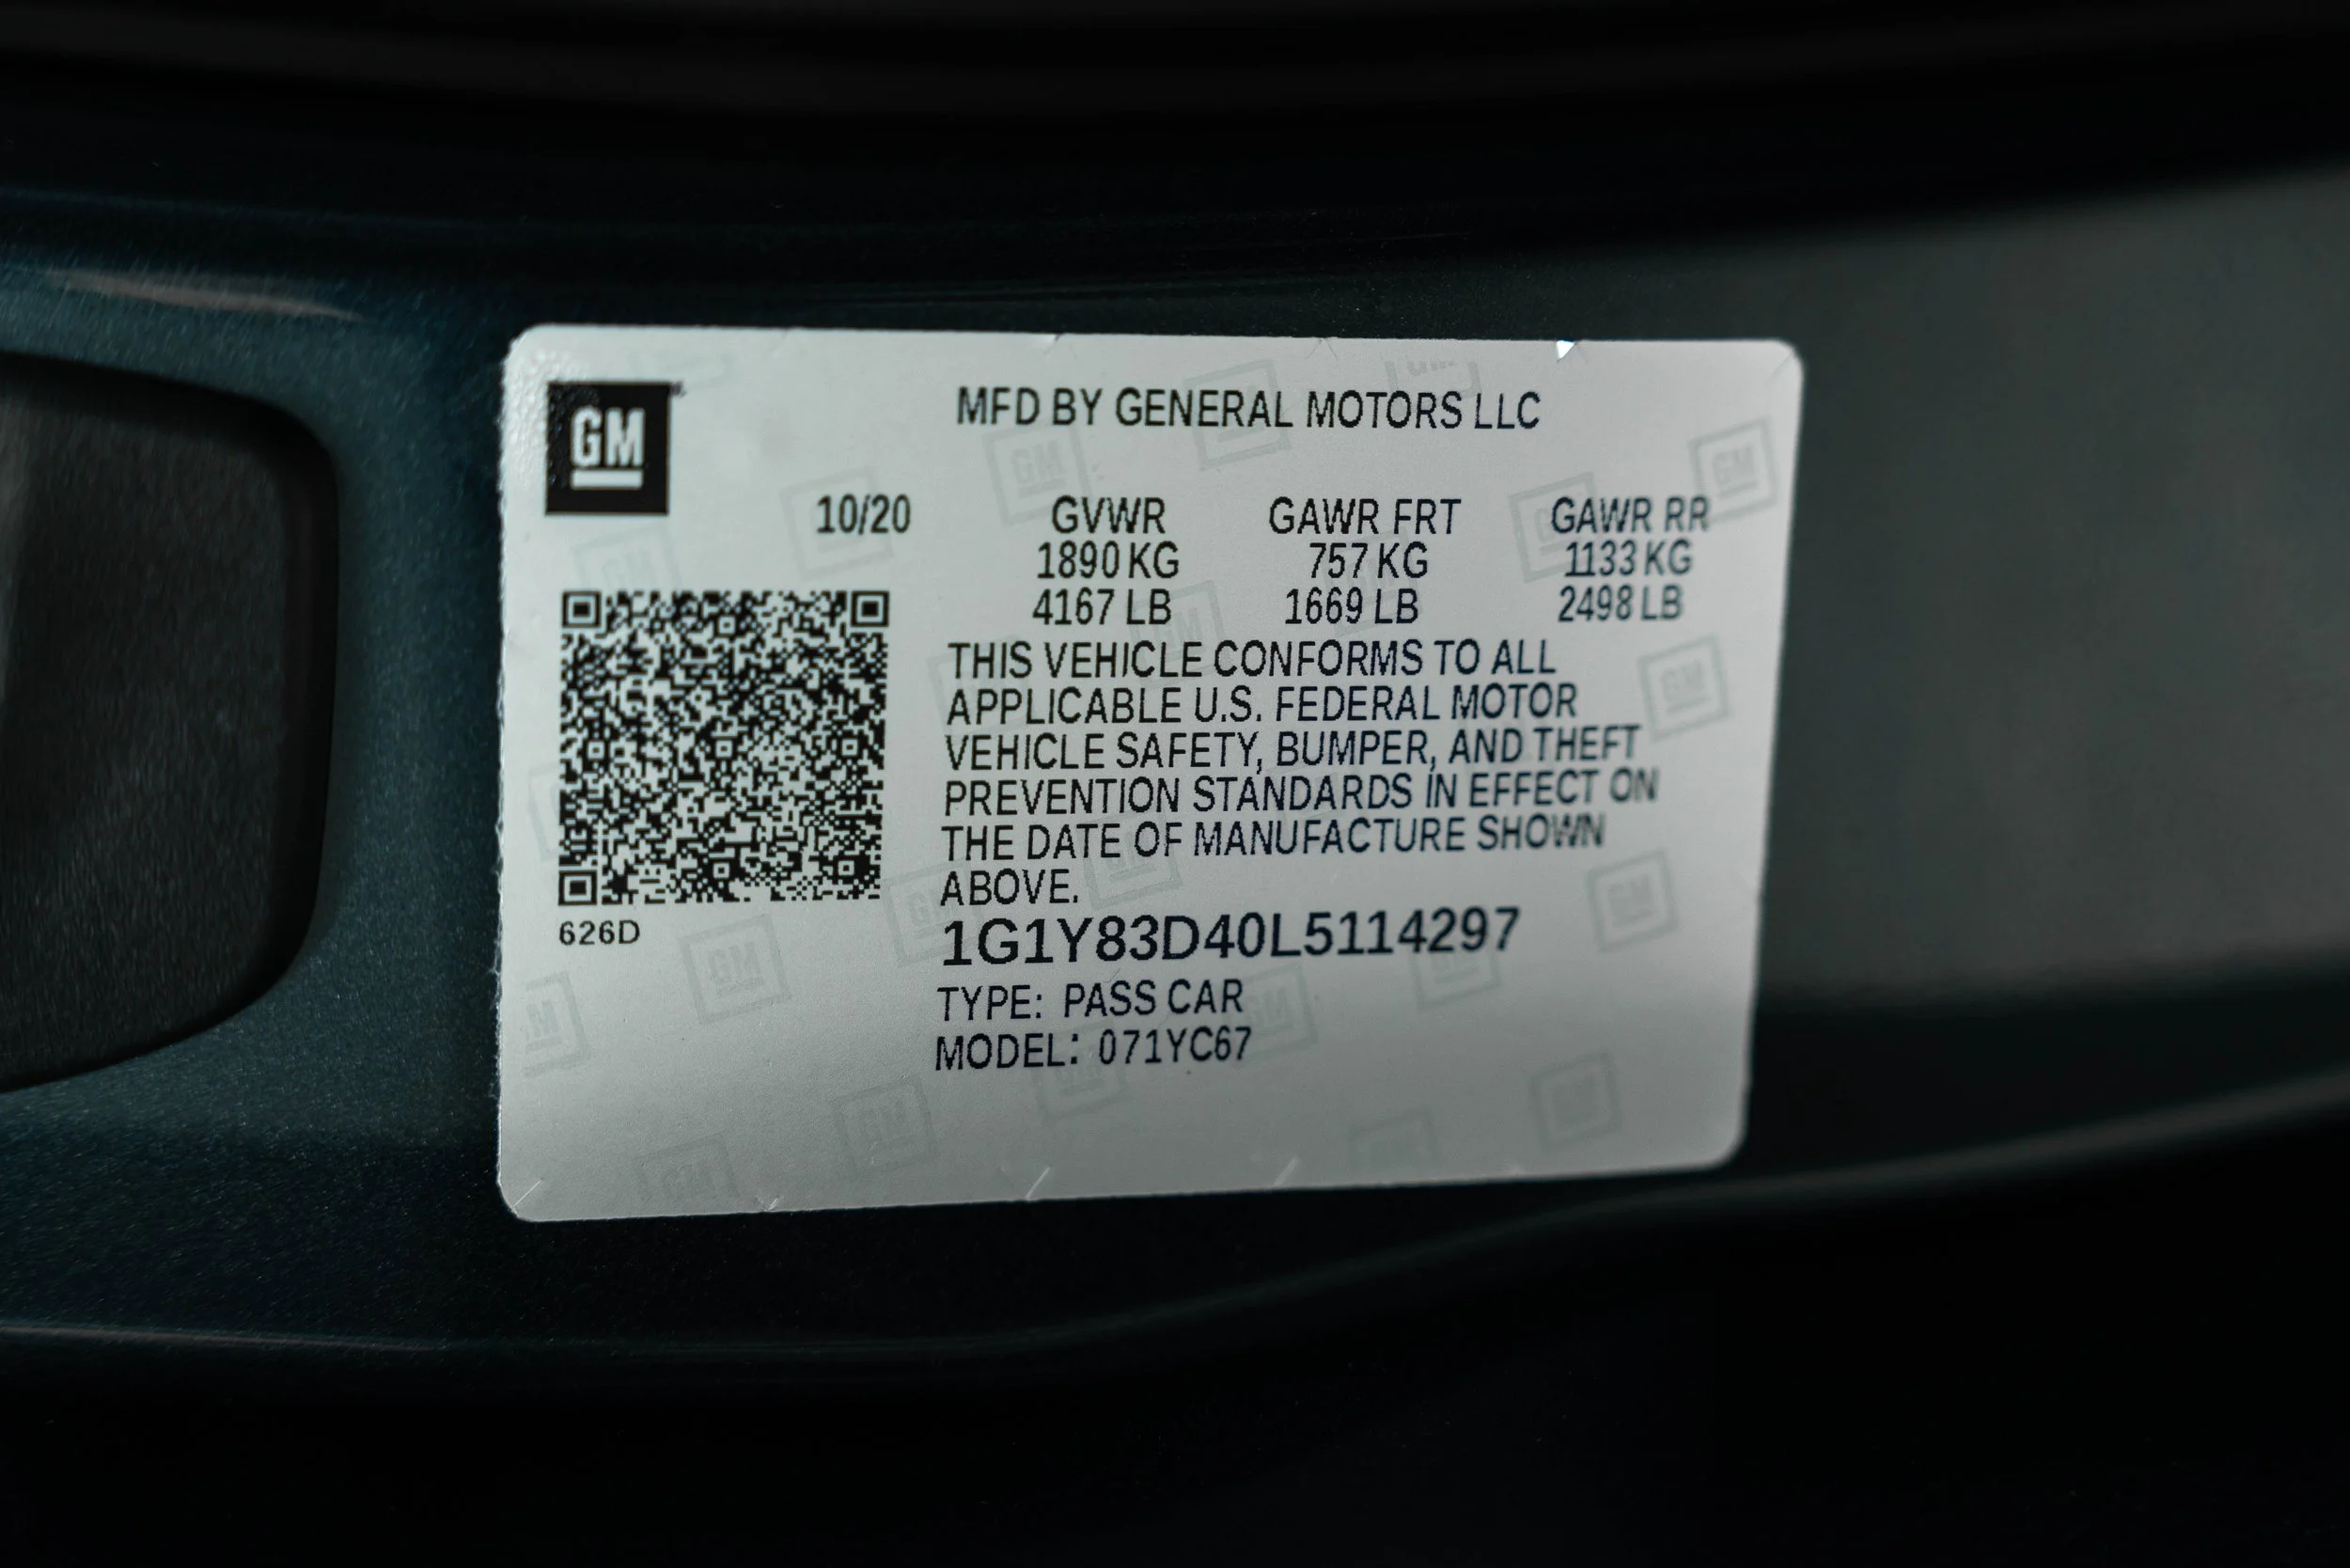 GM
MFD BY GENERAL MOTORS LLC
10/20 GVWR GAWR FRT GAWR RR
1890 KG 757 KG 1133 KG
4167 LB 1669 LB 2498 LB
THIS VEHICLE CONFORMS TO ALL
APPLICABLE U.S. FEDERAL MOTOR
VEHICLE SAFETY, BUMPER, AND THEFT
PREVENTION STANDARDS IN EFFECT ON
THE DATE OF MANUFACTURE SHOWN
ABOVE.
626D
1G1Y83D40L5114297
TYPE: PASS CAR
MODEL: 071YC67